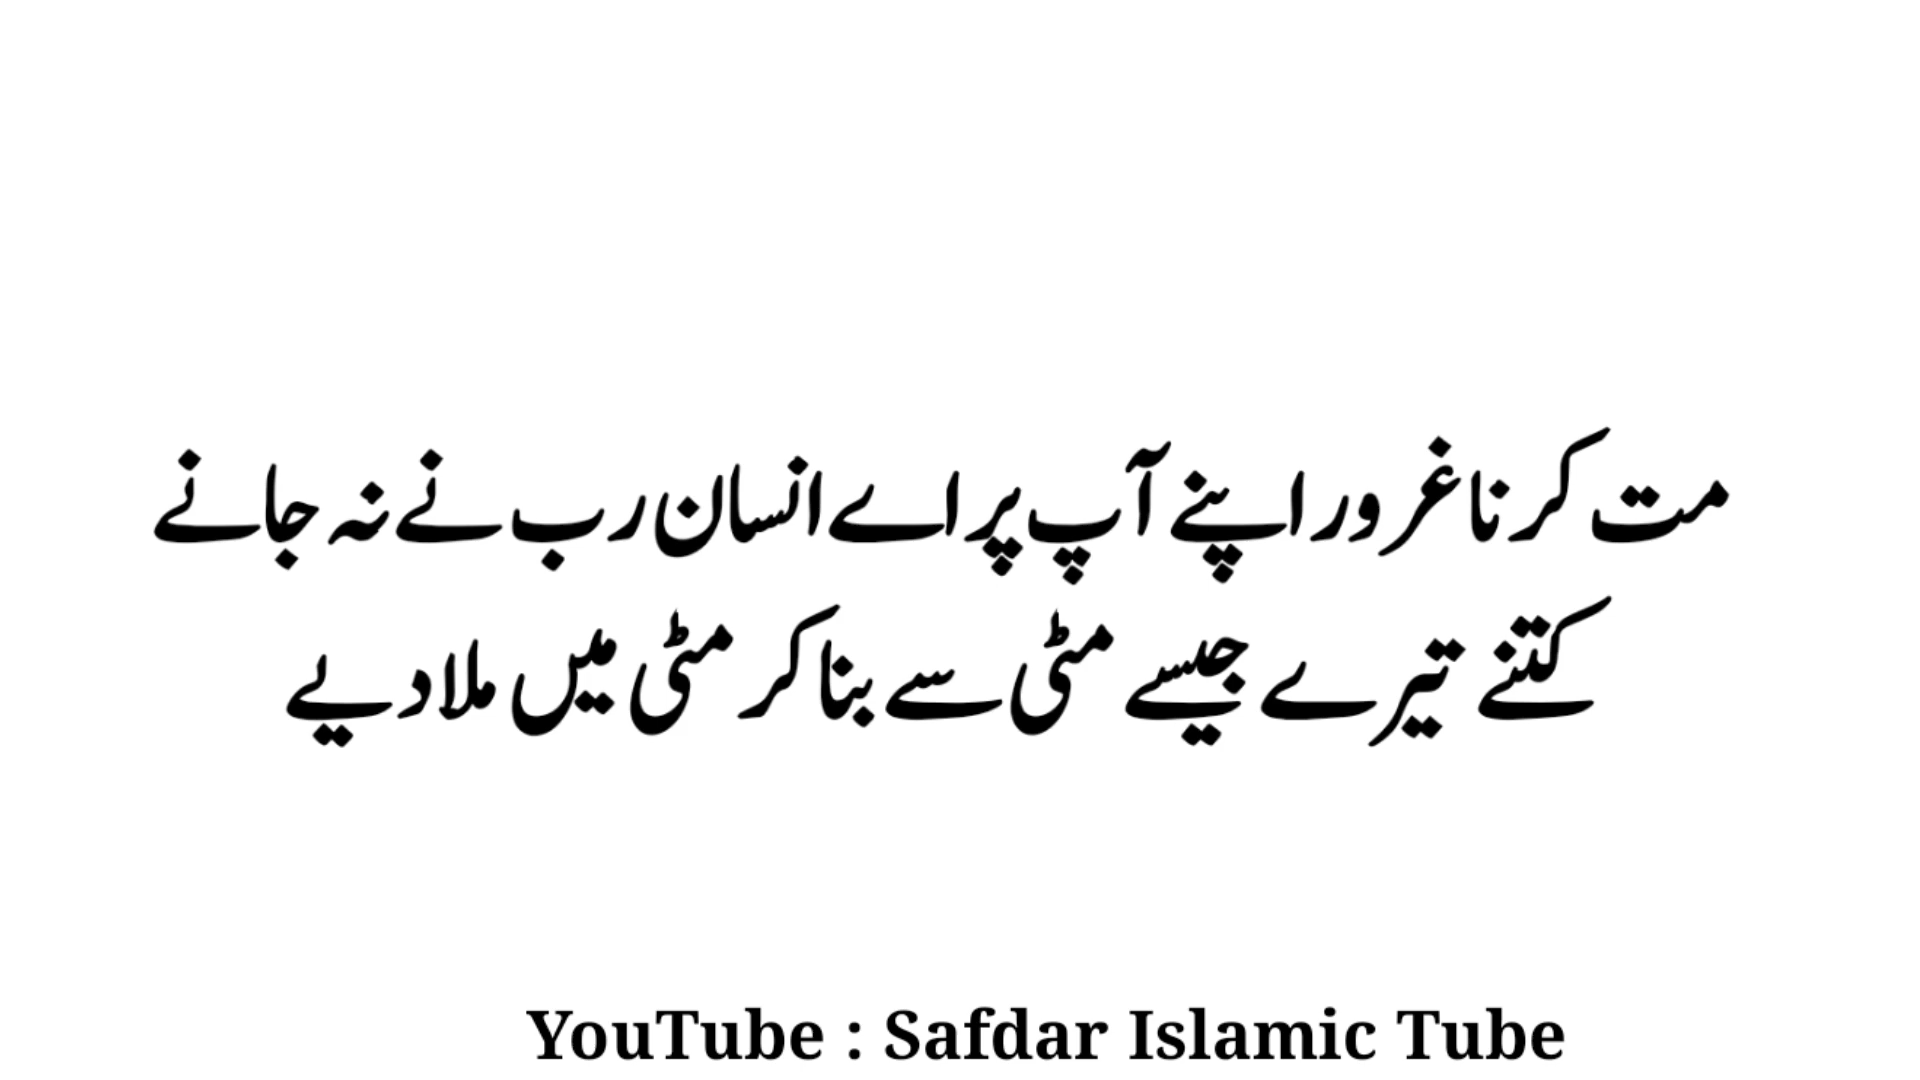 مت کرنا غرور اپنے آپ پر اے انسان رب نے نہ جانے
کتنے تیرے جیسے مٹی سے بنا کر مٹی میں ملا دیے
YouTube : Safdar Islamic Tube